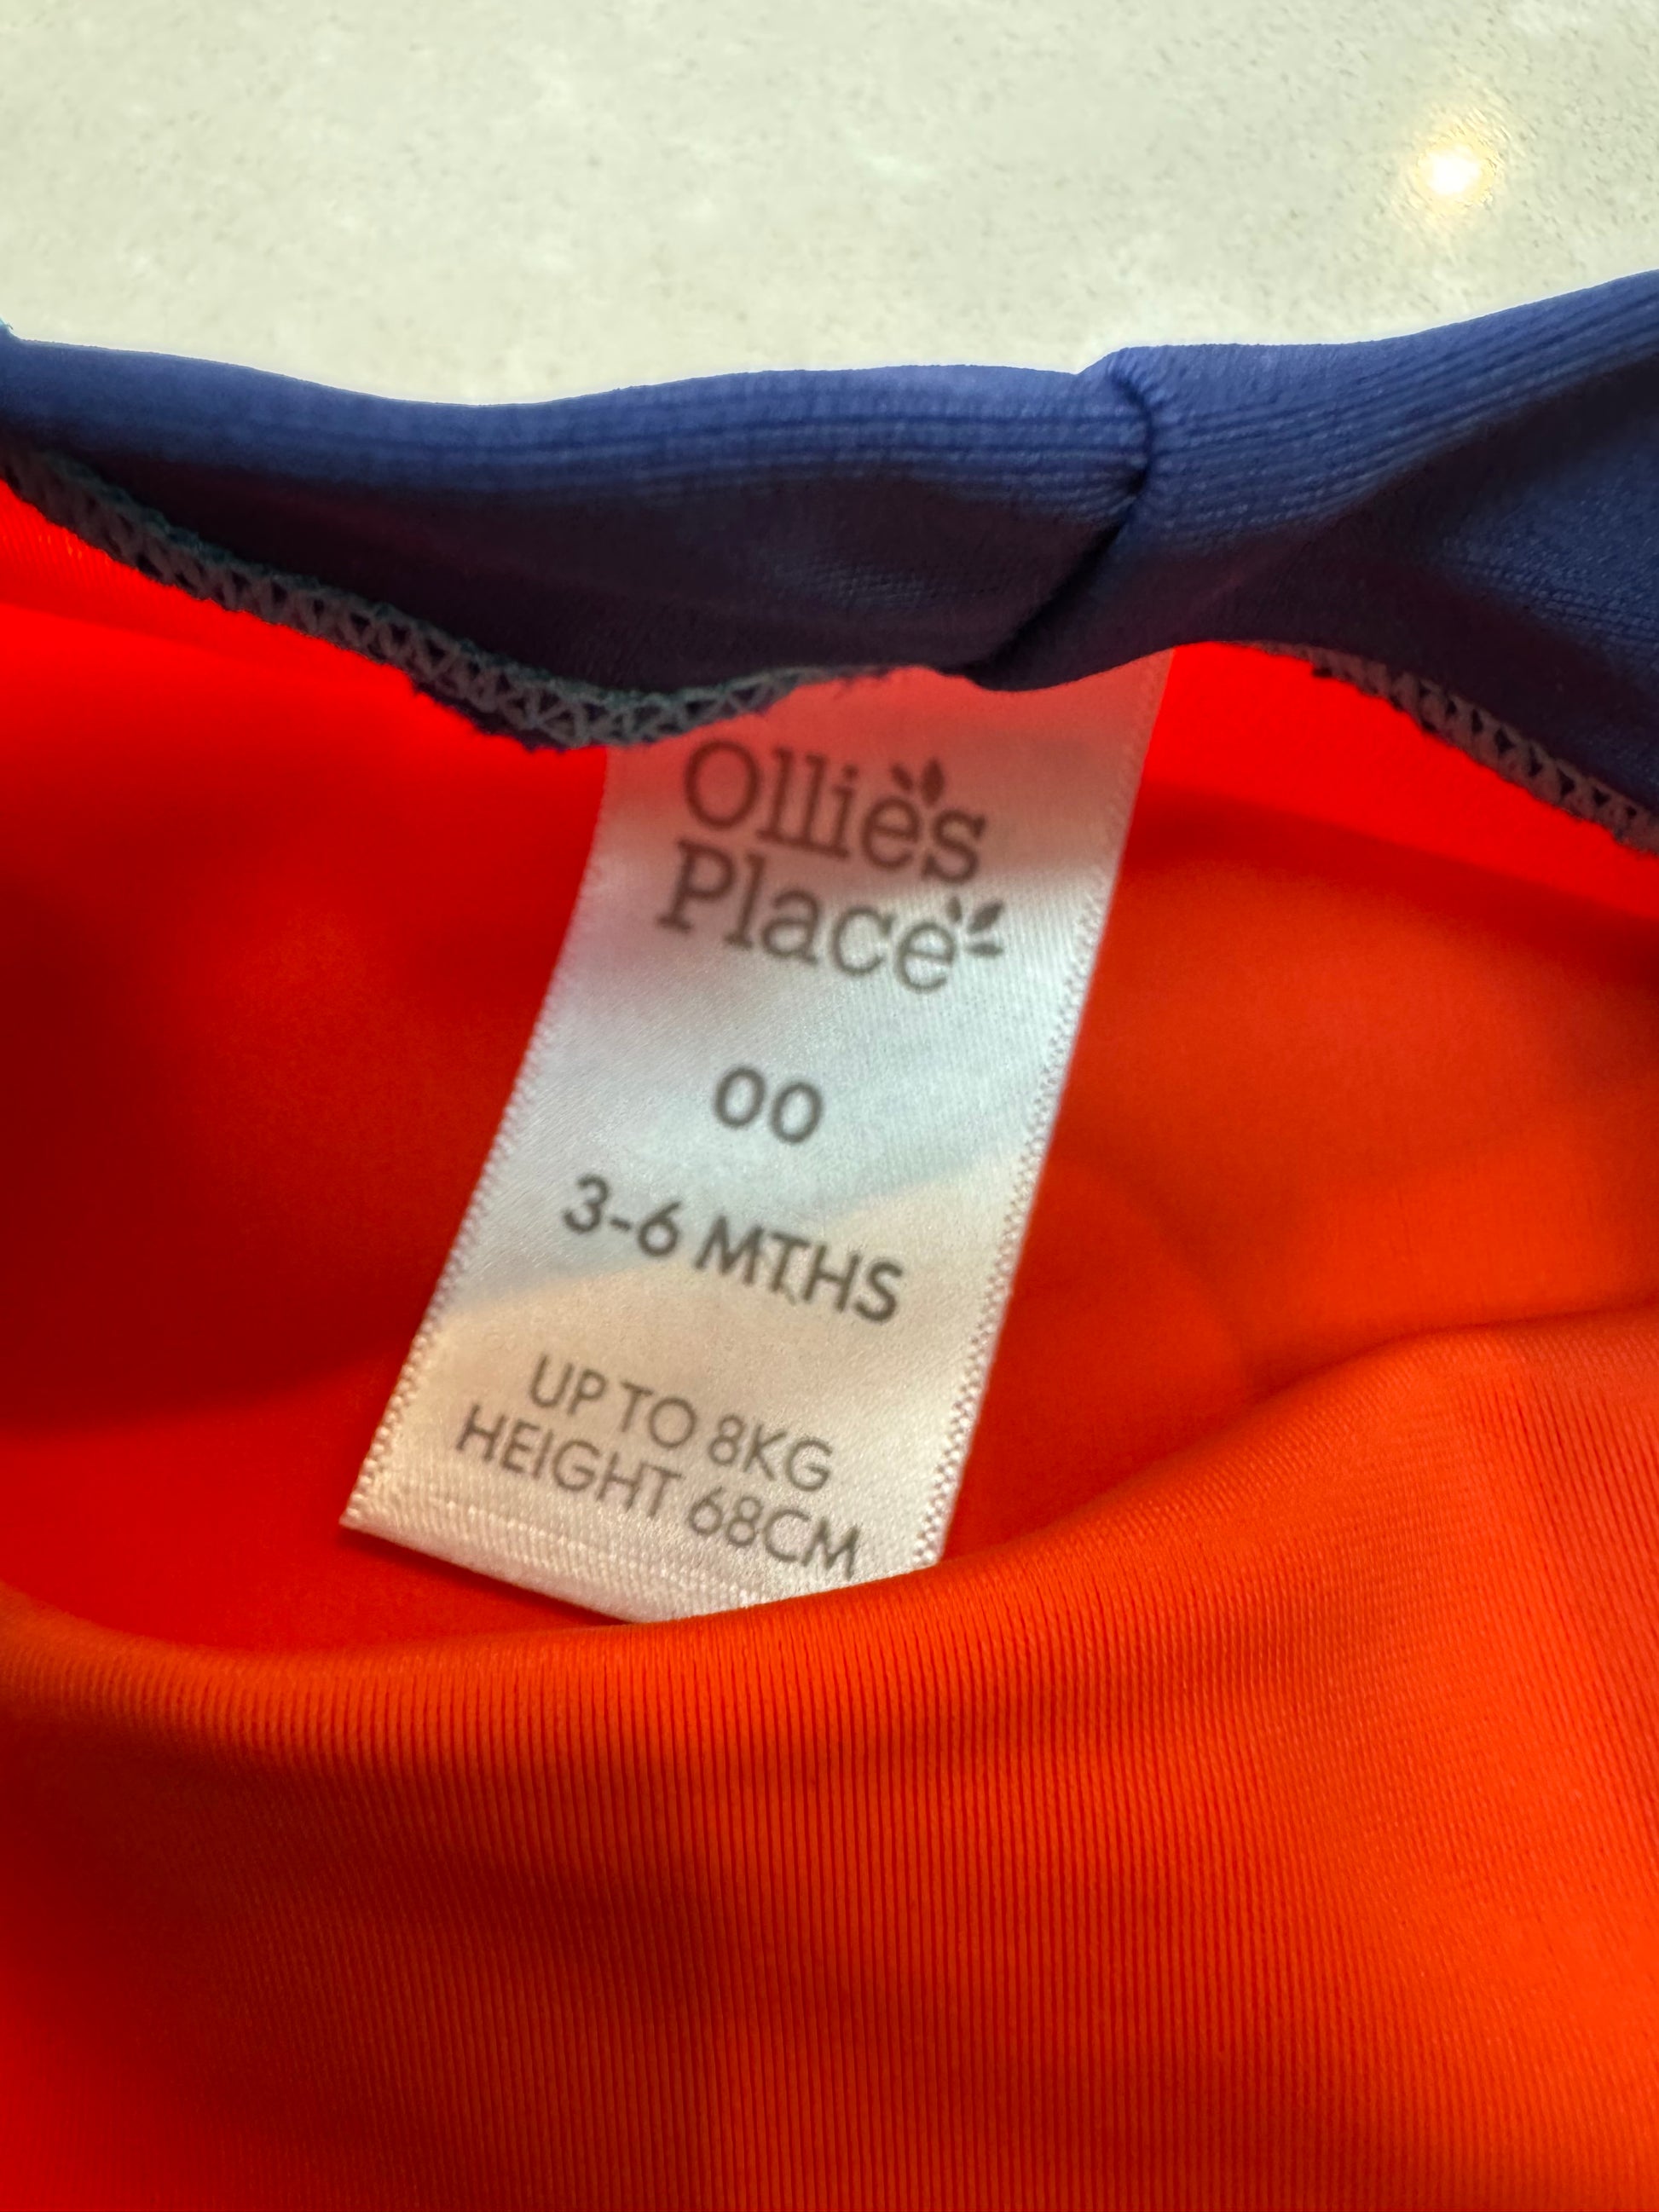 Ollie's
Place
00
3-6 MTHS
UP TO 8KG
HEIGHT 68CM